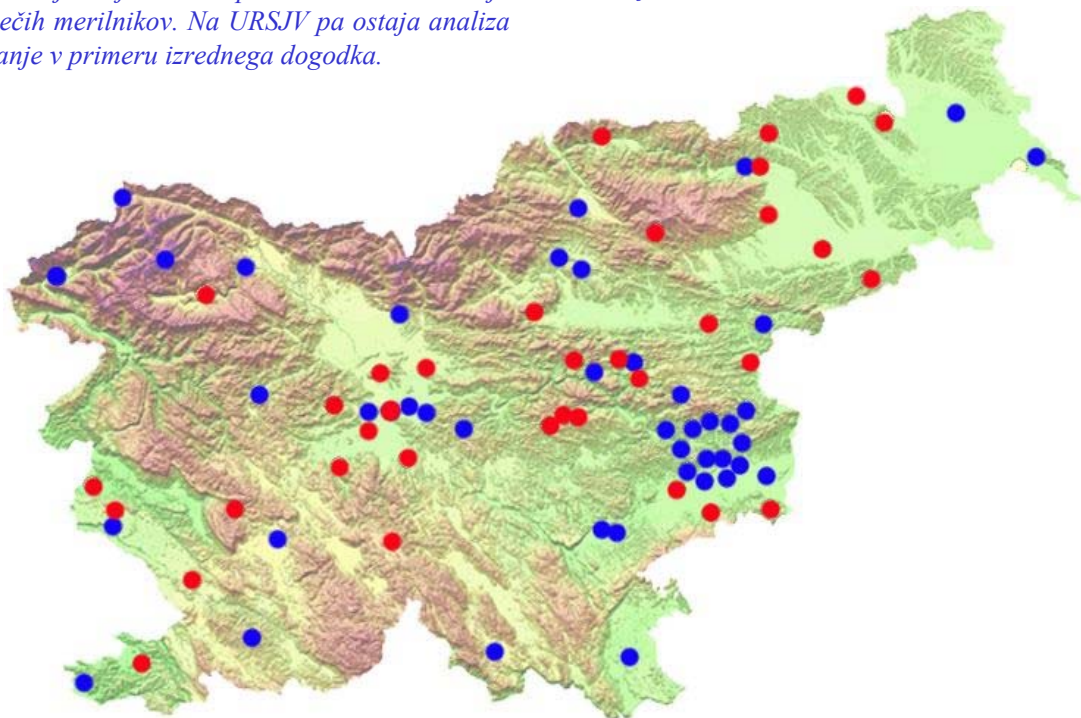 ečih merilnikov. Na URSJV pa ostaja analiza
anje v primeru izrednega dogodka.